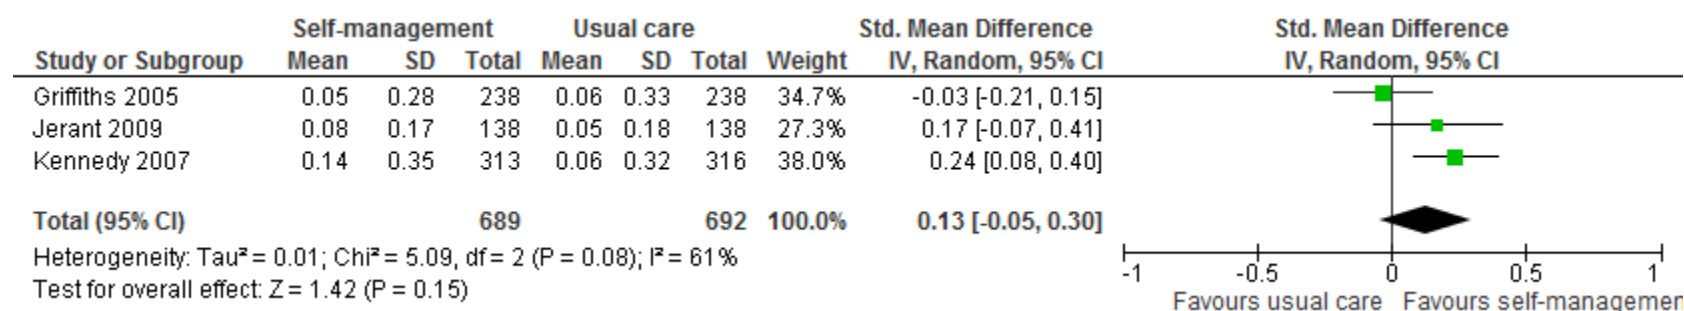 Self-management Usual care Std. Mean Difference Std. Mean Difference
Study or Subgroup Mean SD Total Mean SD Total Weight IV, Random, 95% CI IV, Random, 95% CI
Griffiths 2005 0.05 0.28 238 0.06 0.33 238 34.7% -0.03 [-0.21, 0.15]
Jerant 2009 0.08 0.17 138 0.05 0.18 138 27.3% 0.17 [-0.07, 0.41]
Kennedy 2007 0.14 0.35 313 0.06 0.32 316 38.0% 0.24 [0.08, 0.40]
Total (95% CI) 689 692 100.0% 0.13 [-0.05, 0.30]
Heterogeneity: Tau² = 0.01; Chi² = 5.09, df = 2 (P = 0.08); I² = 61%
Test for overall effect: Z = 1.42 (P = 0.15)
-1 -0.5 0 0.5 1
Favours usual care Favours self-managemen